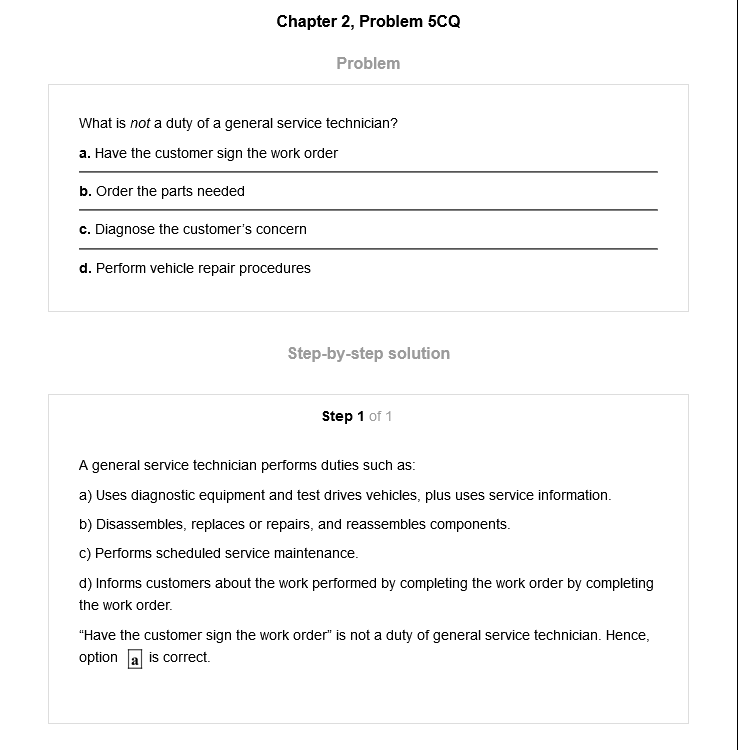 Chapter 2, Problem 5CQ
Problem
What is not a duty of a general service technician?
a. Have the customer sign the work order
b. Order the parts needed
c. Diagnose the customer's concern
d. Perform vehicle repair procedures
Step-by-step solution
Step 1 of 1
A general service technician performs duties such as:
a) Uses diagnostic equipment and test drives vehicles, plus uses service information.
b) Disassembles, replaces or repairs, and reassembles components.
c) Performs scheduled service maintenance.
d) Informs customers about the work performed by completing the work order by completing
the work order.
“Have the customer sign the work order” is not a duty of general service technician. Hence,
option a is correct.